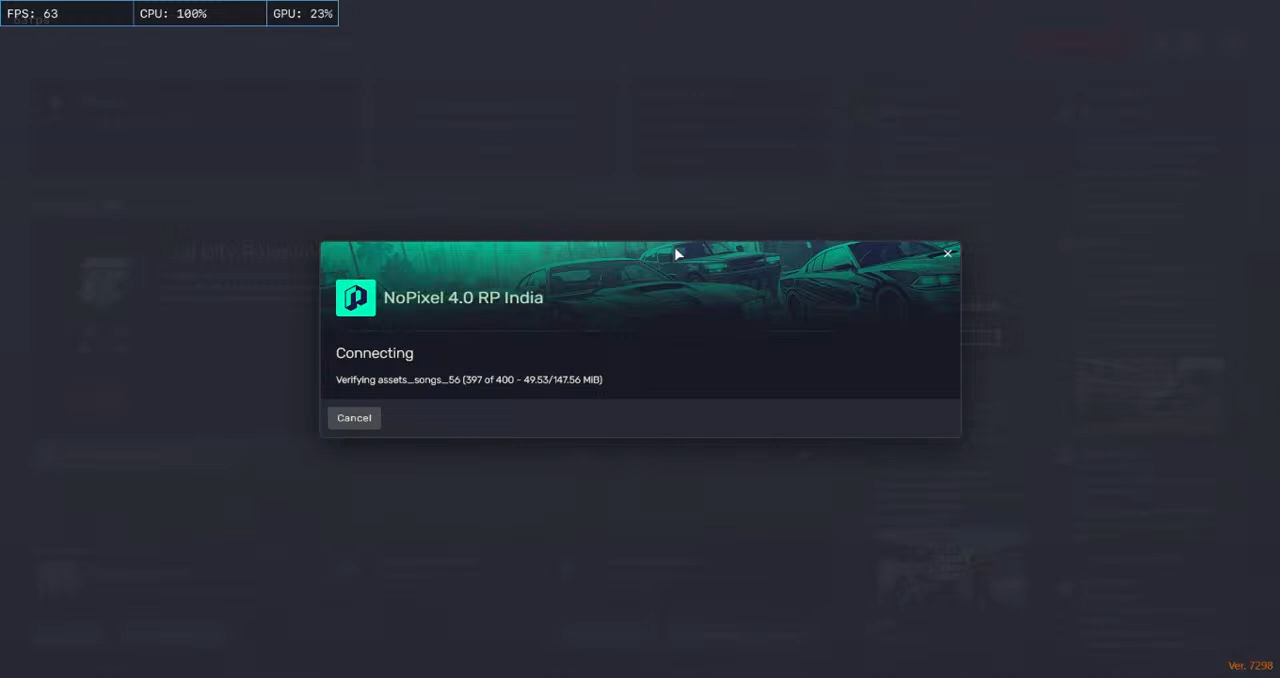 FPS: 63 CPU: 100% GPU: 23%
NoPixel 4.0 RP India
Connecting
Verifying assets_songs_56 (397 of 400 - 49.53/147.56 MiB)
Cancel
Ver. 7298